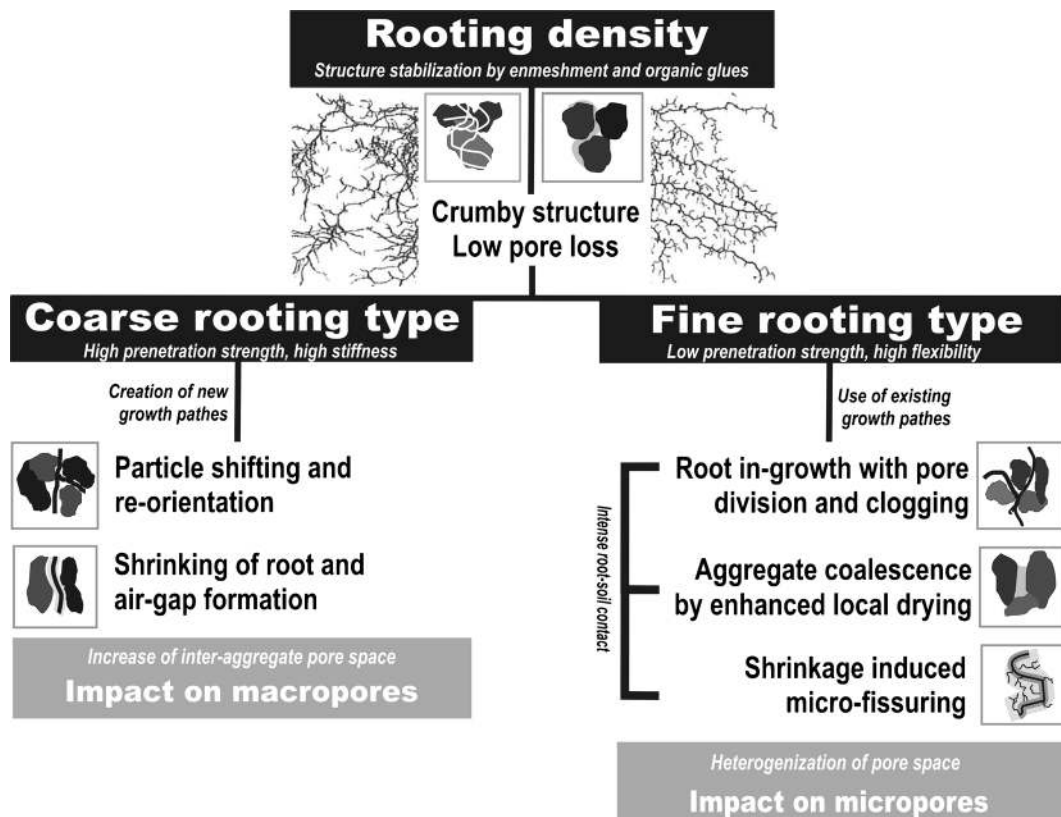 Rooting density
Structure stabilization by enmeshment and organic glues
Crumby structure
Low pore loss
Coarse rooting type
High prenetration strength, high stiffness
Creation of new
growth pathes
Particle shifting and
re-orientation
Shrinking of root and
air-gap formation
Increase of inter-aggregate pore space
Impact on macropores
Fine rooting type
Low prenetration strength, high flexibility
Use of existing
growth pathes
Intense root-soil contact
Root in-growth with pore
division and clogging
Aggregate coalescence
by enhanced local drying
Shrinkage induced
micro-fissuring
Heterogenization of pore space
Impact on micropores